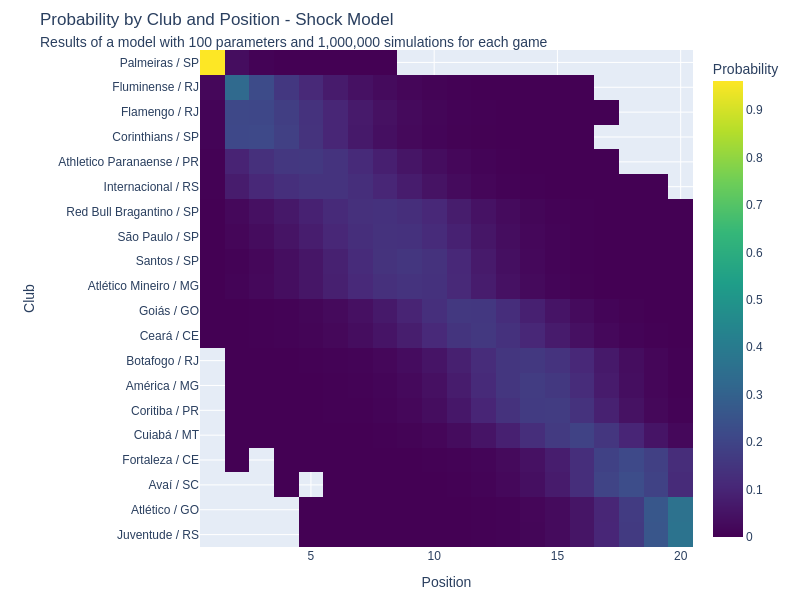 Probability by Club and Position - Shock Model
Results of a model with 100 parameters and 1,000,000 simulations for each game
Probability
Palmeiras / SP
Fluminense / RJ
Flamengo / RJ
Corinthians / SP
Athletico Paranaense / PR
Internacional / RS
Red Bull Bragantino / SP
São Paulo / SP
Santos / SP
Atlético Mineiro / MG
Goiás / GO
Ceará / CE
Botafogo / RJ
América / MG
Coritiba / PR
Cuiabá / MT
Fortaleza / CE
Avaí / SC
Atlético / GO
Juventude / RS
Club
5 10 15 20
Position
0.9
0.8
0.7
0.6
0.5
0.4
0.3
0.2
0.1
0